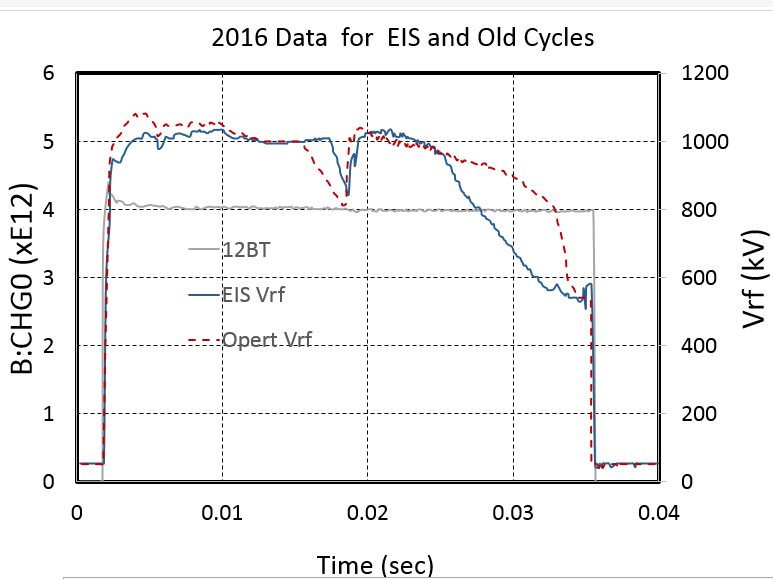 2016 Data  for  EIS and Old Cycles
6
5
4
3
2
1
0
1200
1000
800
600
400
200
0
B:CHG0 (xE12)
Vrf (kV)
12BT
EIS Vrf
Opert Vrf
0
0.01
0.02
0.03
0.04
Time (sec)